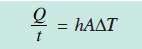 Q/t = hAΔT